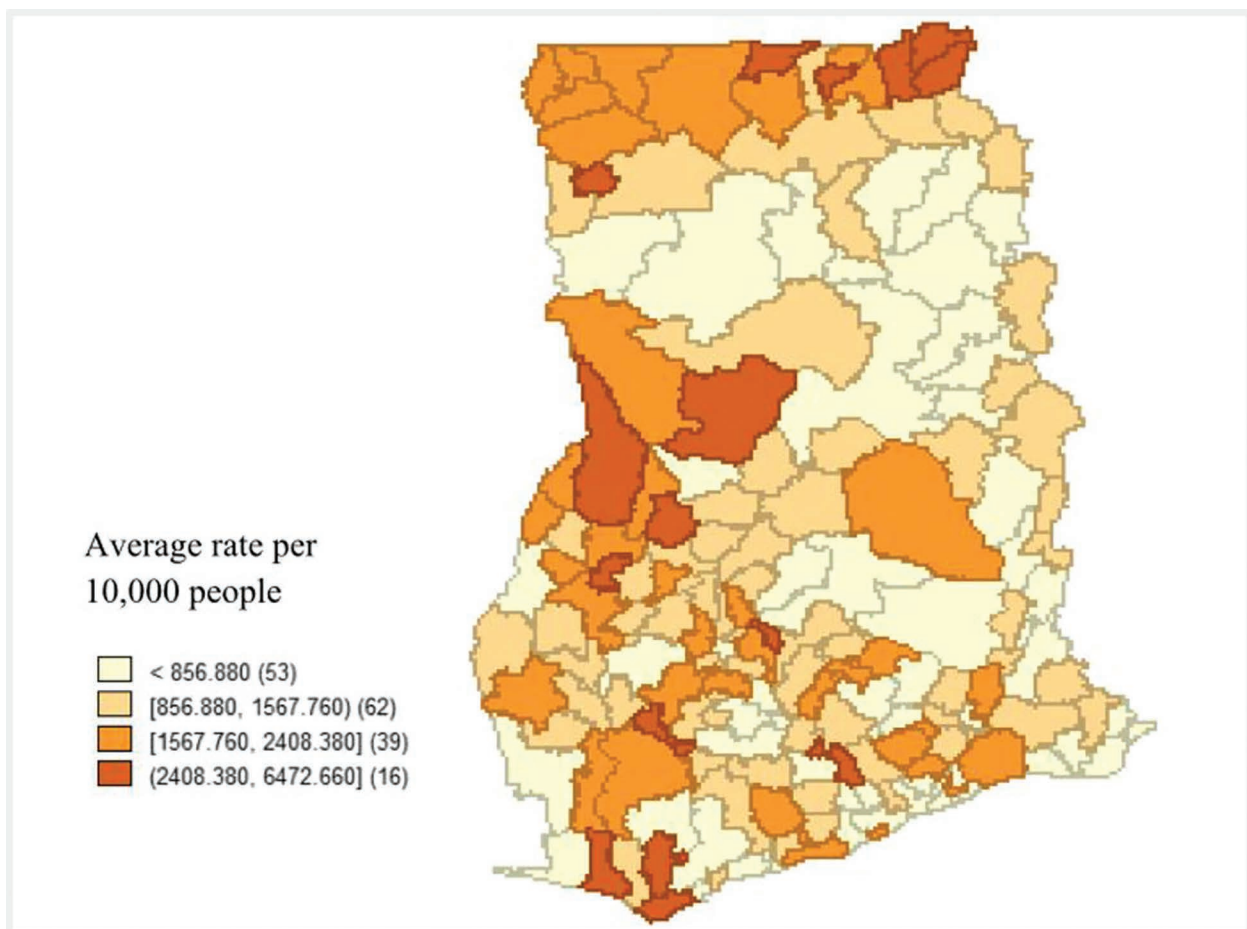 Average rate per
10,000 people
< 856.880 (53)
[856.880, 1567.760) (62)
[1567.760, 2408.380] (39)
(2408.380, 6472.660] (16)